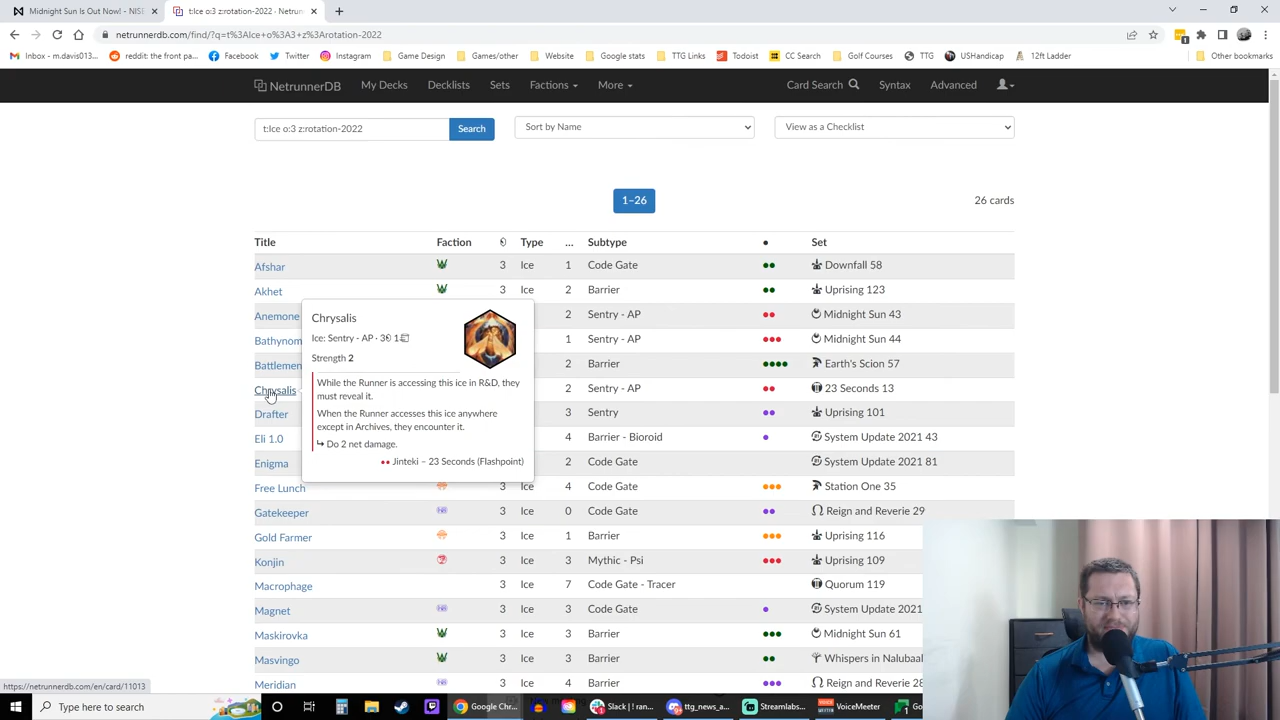 Midnight Sun Is Out Now! - NISE
t:Ice o:3 z:rotation-2022 - Netrunn
netrunnerdb.com/find/?q=t%3AIce+o%3A3+z%3Arotation-2022
Inbox - m.davis013...
reddit: the front pa...
Facebook
Twitter
Instagram
Game Design
Games/other
Website
Google stats
TTG Links
Todoist
CC Search
Golf Courses
TTG
USHandicap
12ft Ladder
Other bookmarks
NetrunnerDB My Decks Decklists Sets Factions More Card Search Syntax Advanced
t:Ice o:3 z:rotation-2022 Search Sort by Name View as a Checklist
1–26 26 cards
Title Faction Type ... Subtype Set
Afshar 3 Ice 1 Code Gate Downfall 58
Akhet 3 Ice 2 Barrier Uprising 123
Anemone 2 Sentry - AP Midnight Sun 43
Bathynom 1 Sentry - AP Midnight Sun 44
Battlemen 2 Barrier Earth's Scion 57
Chrysalis 2 Sentry - AP 23 Seconds 13
Drafter 3 Sentry Uprising 101
Eli 1.0 4 Barrier - Bioroid System Update 2021 43
Enigma 2 Code Gate System Update 2021 81
Free Lunch 3 Ice 4 Code Gate Station One 35
Gatekeeper 3 Ice 0 Code Gate Reign and Reverie 29
Gold Farmer 3 Ice 1 Barrier Uprising 116
Konjin 3 Ice 3 Mythic - Psi Uprising 109
Macrophage 3 Ice 7 Code Gate - Tracer Quorum 119
Magnet 3 Ice 3 Code Gate System Update 2021
Maskirovka 3 Ice 3 Barrier Midnight Sun 61
Masvingo 3 Ice 3 Barrier Whispers in Nalubaal
Meridian 3 Ice 4 Barrier Reign and Reverie 28
Chrysalis
Ice: Sentry - AP · 3 1
Strength 2
While the Runner is accessing this ice in R&D, they
must reveal it.
When the Runner accesses this ice anywhere
except in Archives, they encounter it.
↳ Do 2 net damage.
Jinteki – 23 Seconds (Flashpoint)
https://netrunnerdb.com/en/card/11013
Type here to search
Google Chr...
Slack | ! ran...
ttg_news_a...
Streamlabs...
VoiceMeeter
Go